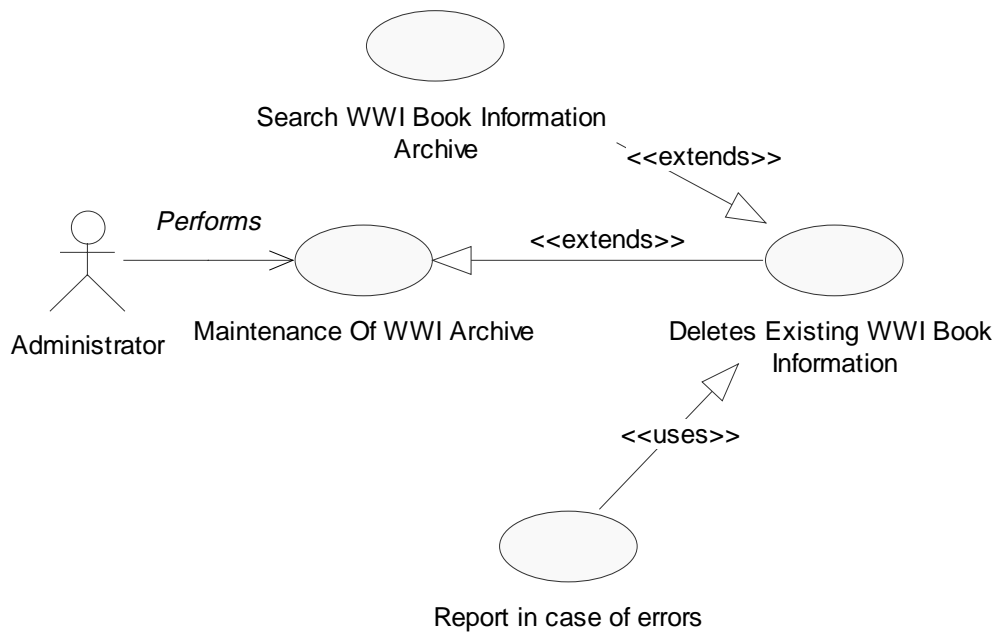 Search WWI Book Information
Archive
<<extends>>
Performs
<<extends>>
Administrator
Maintenance Of WWI Archive
Deletes Existing WWI Book
Information
<<uses>>
Report in case of errors